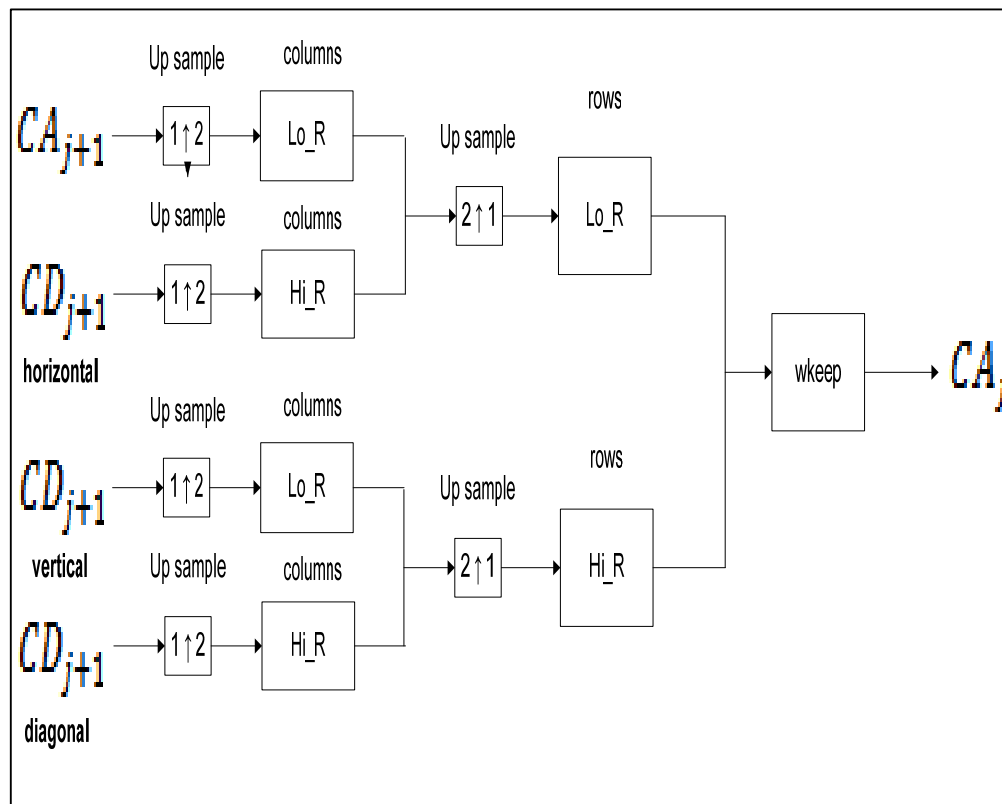 Up sample columns
CA_{j+1} 1↑2 Lo_R
Up sample rows
Up sample columns
2↑1 Lo_R
CD_{j+1} 1↑2 Hi_R
horizontal
wkeep CA_j
Up sample columns
CD_{j+1} 1↑2 Lo_R
vertical
Up sample rows
Up sample columns
2↑1 Hi_R
CD_{j+1} 1↑2 Hi_R
diagonal